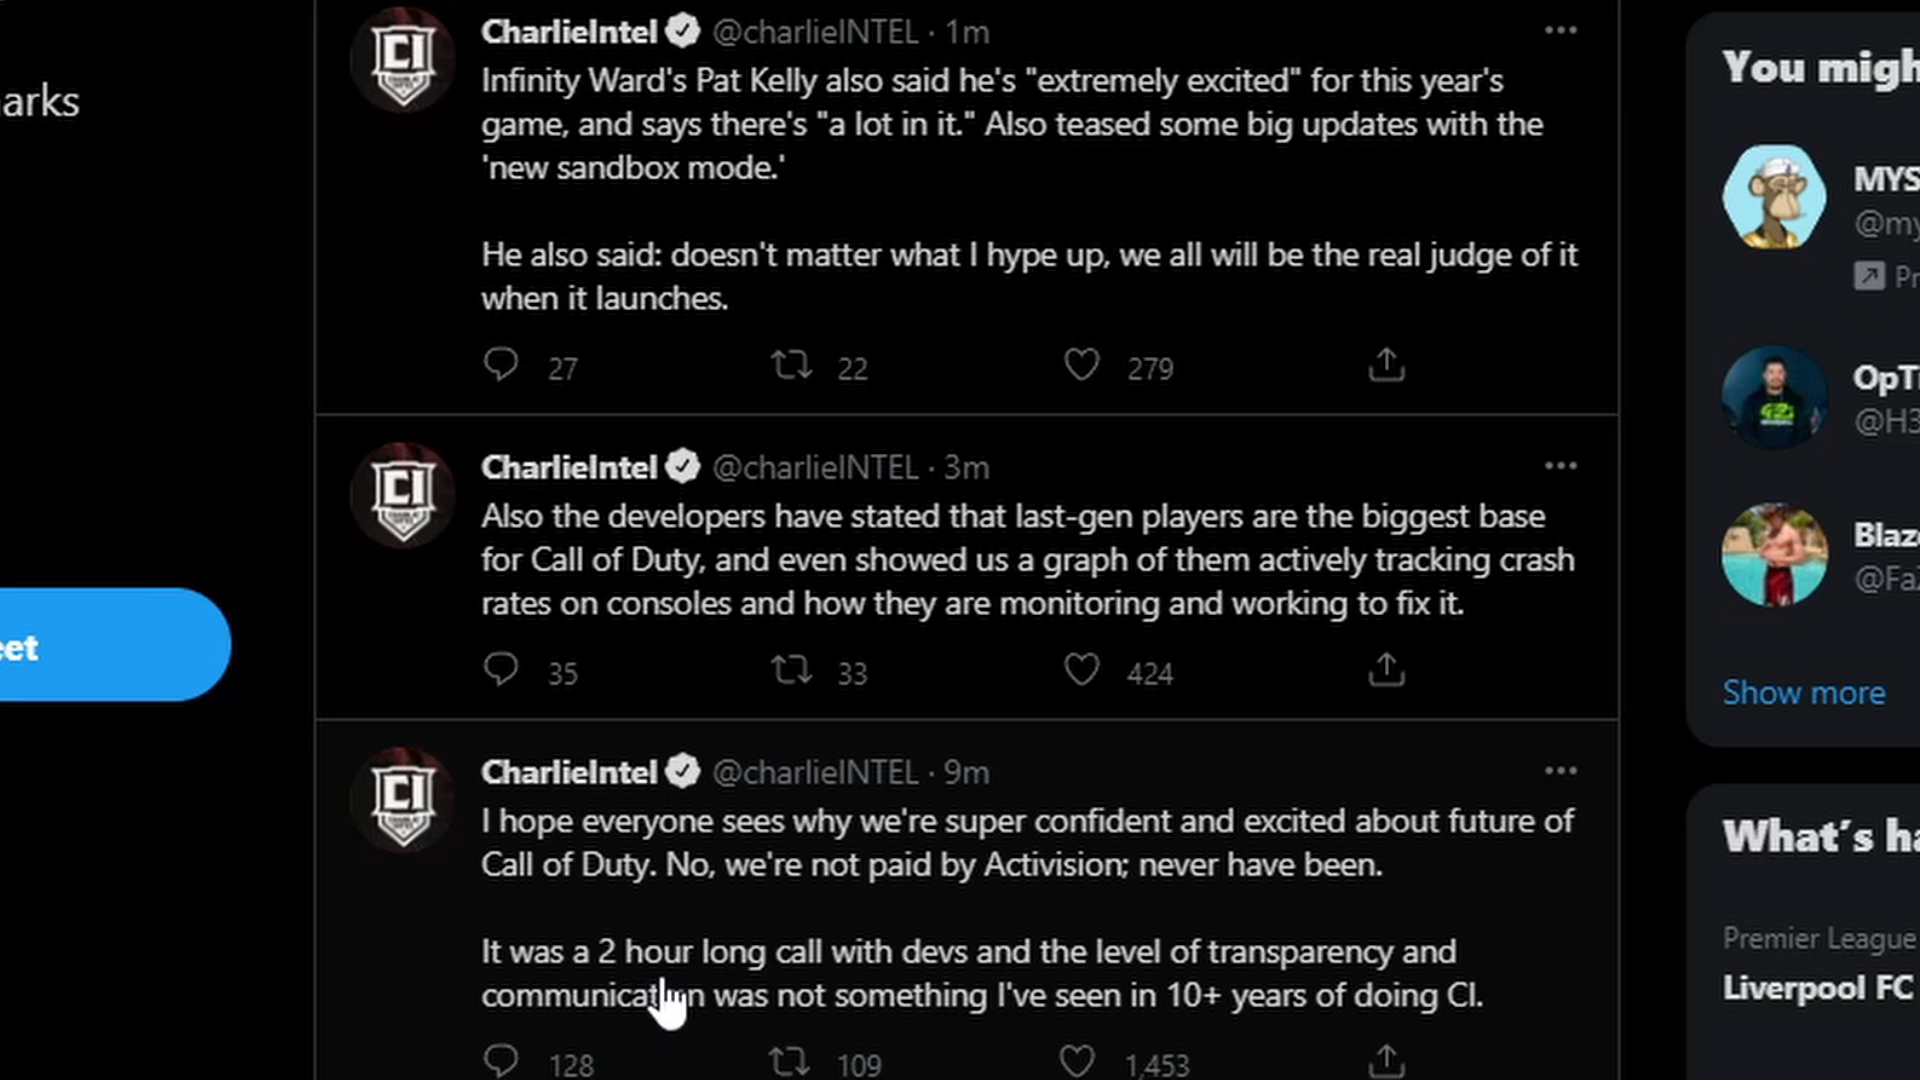 arks
eet
CharlieIntel @charlieINTEL · 1m
Infinity Ward's Pat Kelly also said he's "extremely excited" for this year's
game, and says there's "a lot in it." Also teased some big updates with the
'new sandbox mode.'
He also said: doesn't matter what I hype up, we all will be the real judge of it
when it launches.
27 22 279
CharlieIntel @charlieINTEL · 3m
Also the developers have stated that last-gen players are the biggest base
for Call of Duty, and even showed us a graph of them actively tracking crash
rates on consoles and how they are monitoring and working to fix it.
35 33 424
CharlieIntel @charlieINTEL · 9m
I hope everyone sees why we're super confident and excited about future of
Call of Duty. No, we're not paid by Activision; never have been.
It was a 2 hour long call with devs and the level of transparency and
communication was not something I've seen in 10+ years of doing CI.
128 109 1,453
CI
CI
CI
You migh
MYS
@my
Pr
OpTi
@H3
Blaze
@FaZ
Show more
What's ha
Premier League
Liverpool FC